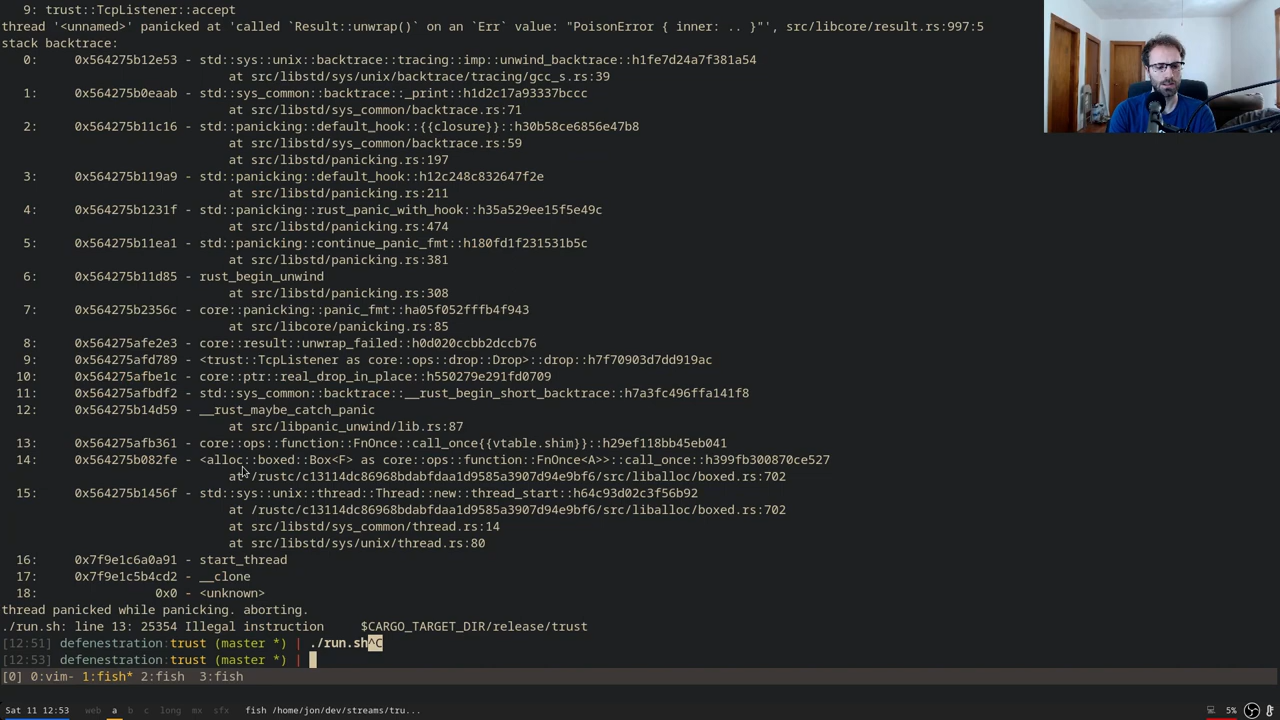 9: trust::TcpListener::accept
thread '<unnamed>' panicked at 'called `Result::unwrap()` on an `Err` value: "PoisonError { inner: .. }"', src/libcore/result.rs:997:5
stack backtrace:
0: 0x564275b12e53 - std::sys::unix::backtrace::tracing::imp::unwind_backtrace::h1fe7d24a7f381a54
at src/libstd/sys/unix/backtrace/tracing/gcc_s.rs:39
1: 0x564275b0eaab - std::sys_common::backtrace::_print::h1d2c17a93337bccc
at src/libstd/sys_common/backtrace.rs:71
2: 0x564275b11c16 - std::panicking::default_hook::{{closure}}::h30b58ce6856e47b8
at src/libstd/sys_common/backtrace.rs:59
at src/libstd/panicking.rs:197
3: 0x564275b119a9 - std::panicking::default_hook::h12c248c832647f2e
at src/libstd/panicking.rs:211
4: 0x564275b1231f - std::panicking::rust_panic_with_hook::h35a529ee15f5e49c
at src/libstd/panicking.rs:474
5: 0x564275b11ea1 - std::panicking::continue_panic_fmt::h180fd1f231531b5c
at src/libstd/panicking.rs:381
6: 0x564275b11d85 - rust_begin_unwind
at src/libstd/panicking.rs:308
7: 0x564275b2356c - core::panicking::panic_fmt::ha05f052fffb4f943
at src/libcore/panicking.rs:85
8: 0x564275afe2e3 - core::result::unwrap_failed::h0d020ccbb2dccb76
9: 0x564275afd789 - <trust::TcpListener as core::ops::drop::Drop>::drop::h7f70903d7dd919ac
10: 0x564275afbe1c - core::ptr::real_drop_in_place::h550279e291fd0709
11: 0x564275afbdf2 - std::sys_common::backtrace::__rust_begin_short_backtrace::h7a3fc496ffa141f8
12: 0x564275b14d59 - __rust_maybe_catch_panic
at src/libpanic_unwind/lib.rs:87
13: 0x564275afb361 - core::ops::function::FnOnce::call_once{{vtable.shim}}::h29ef118bb45eb041
14: 0x564275b082fe - <alloc::boxed::Box<F> as core::ops::function::FnOnce<A>>::call_once::h399fb300870ce527
at /rustc/c13114dc86968bdabfdaa1d9585a3907d94e9bf6/src/liballoc/boxed.rs:702
15: 0x564275b1456f - std::sys::unix::thread::Thread::new::thread_start::h64c93d02c3f56b92
at /rustc/c13114dc86968bdabfdaa1d9585a3907d94e9bf6/src/liballoc/boxed.rs:702
at src/libstd/sys_common/thread.rs:14
at src/libstd/sys/unix/thread.rs:80
16: 0x7f9e1c6a0a91 - start_thread
17: 0x7f9e1c5b4cd2 - __clone
18: 0x0 - <unknown>
thread panicked while panicking. aborting.
./run.sh: line 13: 25354 Illegal instruction $CARGO_TARGET_DIR/release/trust
[12:51] defenestration:trust (master *) | ./run.sh^C
[12:53] defenestration:trust (master *) |
[0] 0:vim- 1:fish* 2:fish 3:fish
Sat 11 12:53 web a b c long mx sfx fish /home/jon/dev/streams/tru... 5%